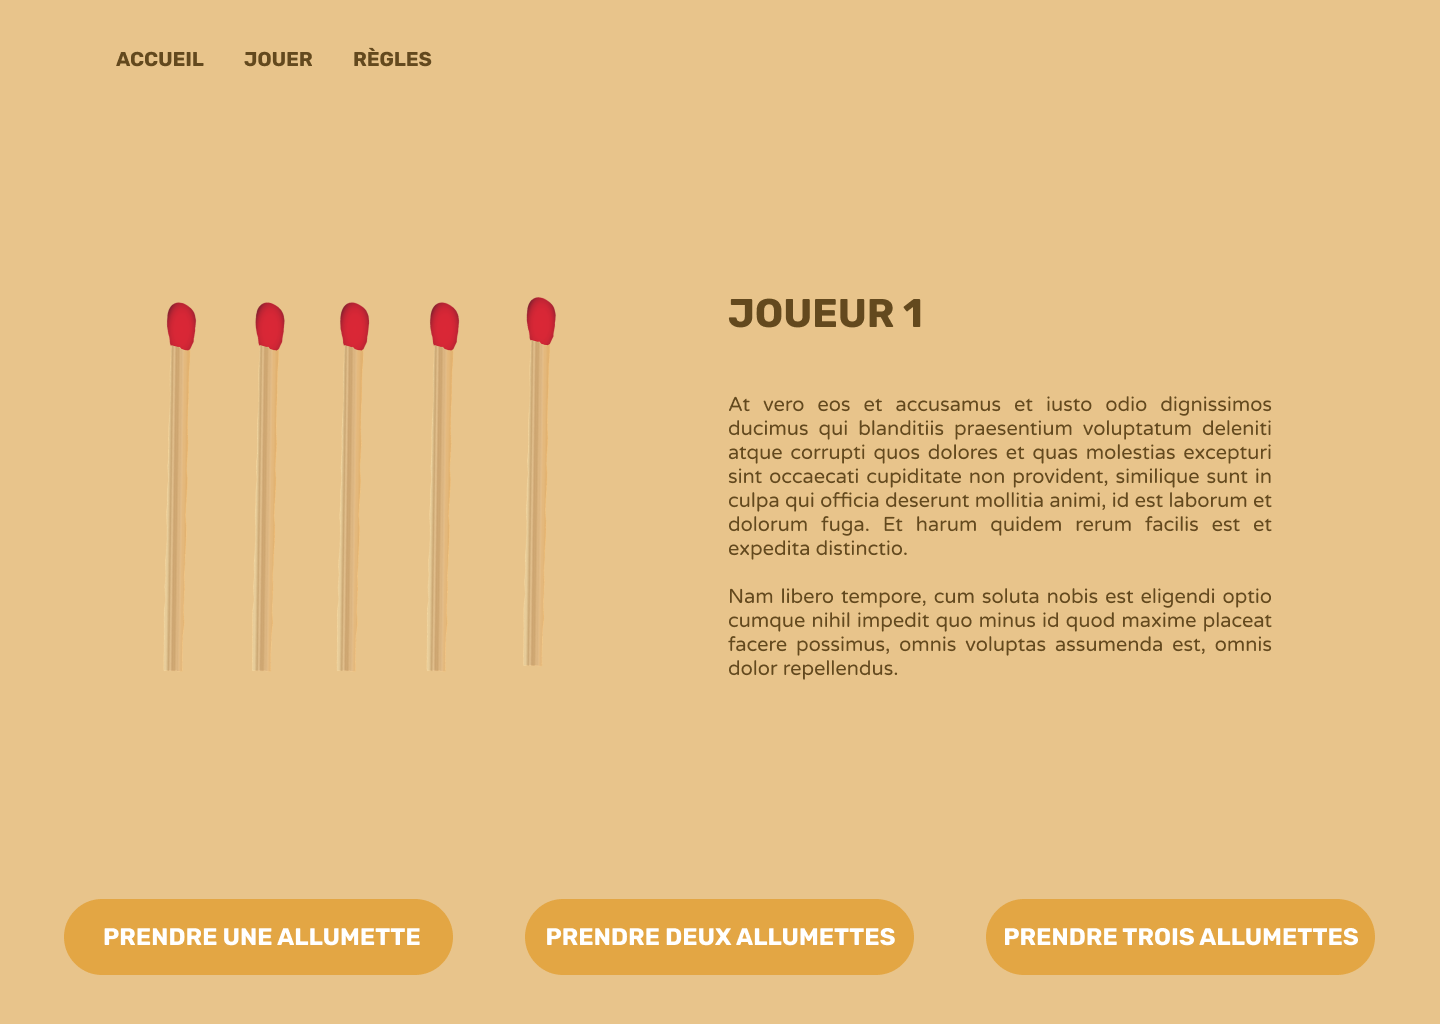 ACCUEIL JOUER RÈGLES
JOUEUR 1
At vero eos et accusamus et iusto odio dignissimos
ducimus qui blanditiis praesentium voluptatum deleniti
atque corrupti quos dolores et quas molestias excepturi
sint occaecati cupiditate non provident, similique sunt in
culpa qui officia deserunt mollitia animi, id est laborum et
dolorum fuga. Et harum quidem rerum facilis est et
expedita distinctio.
Nam libero tempore, cum soluta nobis est eligendi optio
cumque nihil impedit quo minus id quod maxime placeat
facere possimus, omnis voluptas assumenda est, omnis
dolor repellendus.
PRENDRE UNE ALLUMETTE PRENDRE DEUX ALLUMETTES PRENDRE TROIS ALLUMETTES